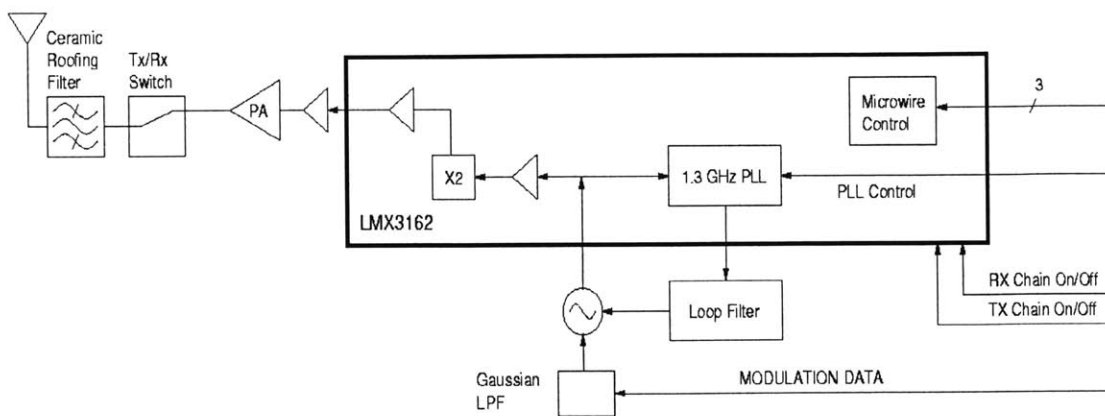 Ceramic
Roofing
Filter
Tx/Rx
Switch
PA
X2
1.3 GHz PLL
Microwire
Control
3
PLL Control
LMX3162
RX Chain On/Off
TX Chain On/Off
Loop Filter
Gaussian
LPF
MODULATION DATA